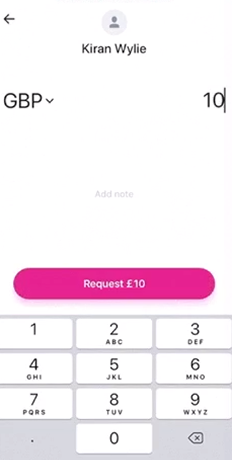 Kiran Wylie
GBP 10
Add note
Request £10
1 2 3
ABC DEF
4 5 6
GHI JKL MNO
7 8 9
PQRS TUV WXYZ
. 0